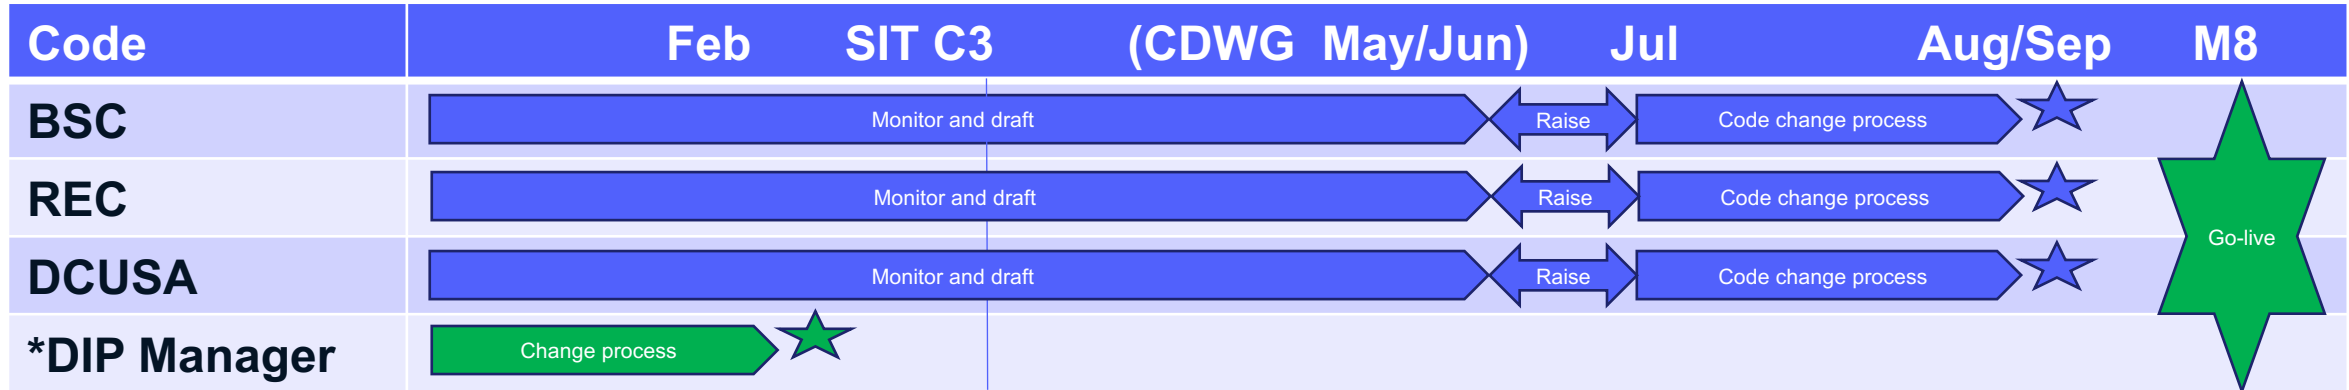 Code Feb SIT C3 (CDWG May/Jun) Jul Aug/Sep M8
BSC Monitor and draft Raise Code change process
REC Monitor and draft Raise Code change process
Go-live
DCUSA Monitor and draft Raise Code change process
*DIP Manager Change process